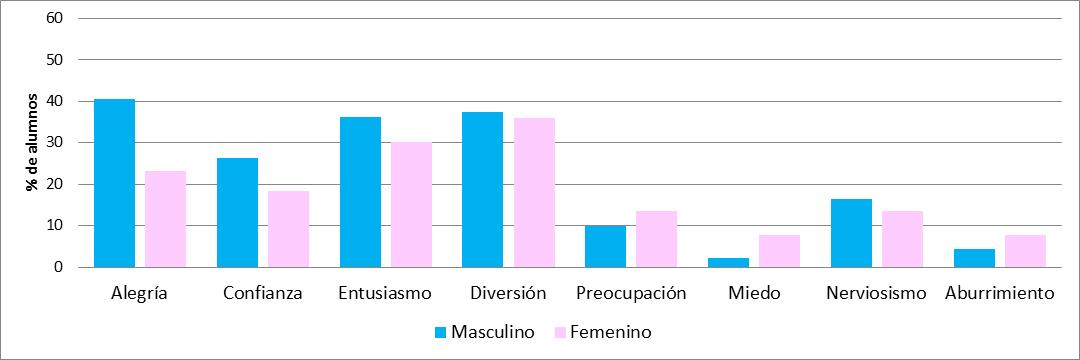 % de alumnos
60
50
40
30
20
10
0
Alegría Confianza Entusiasmo Diversión Preocupación Miedo Nerviosismo Aburrimiento
Masculino Femenino